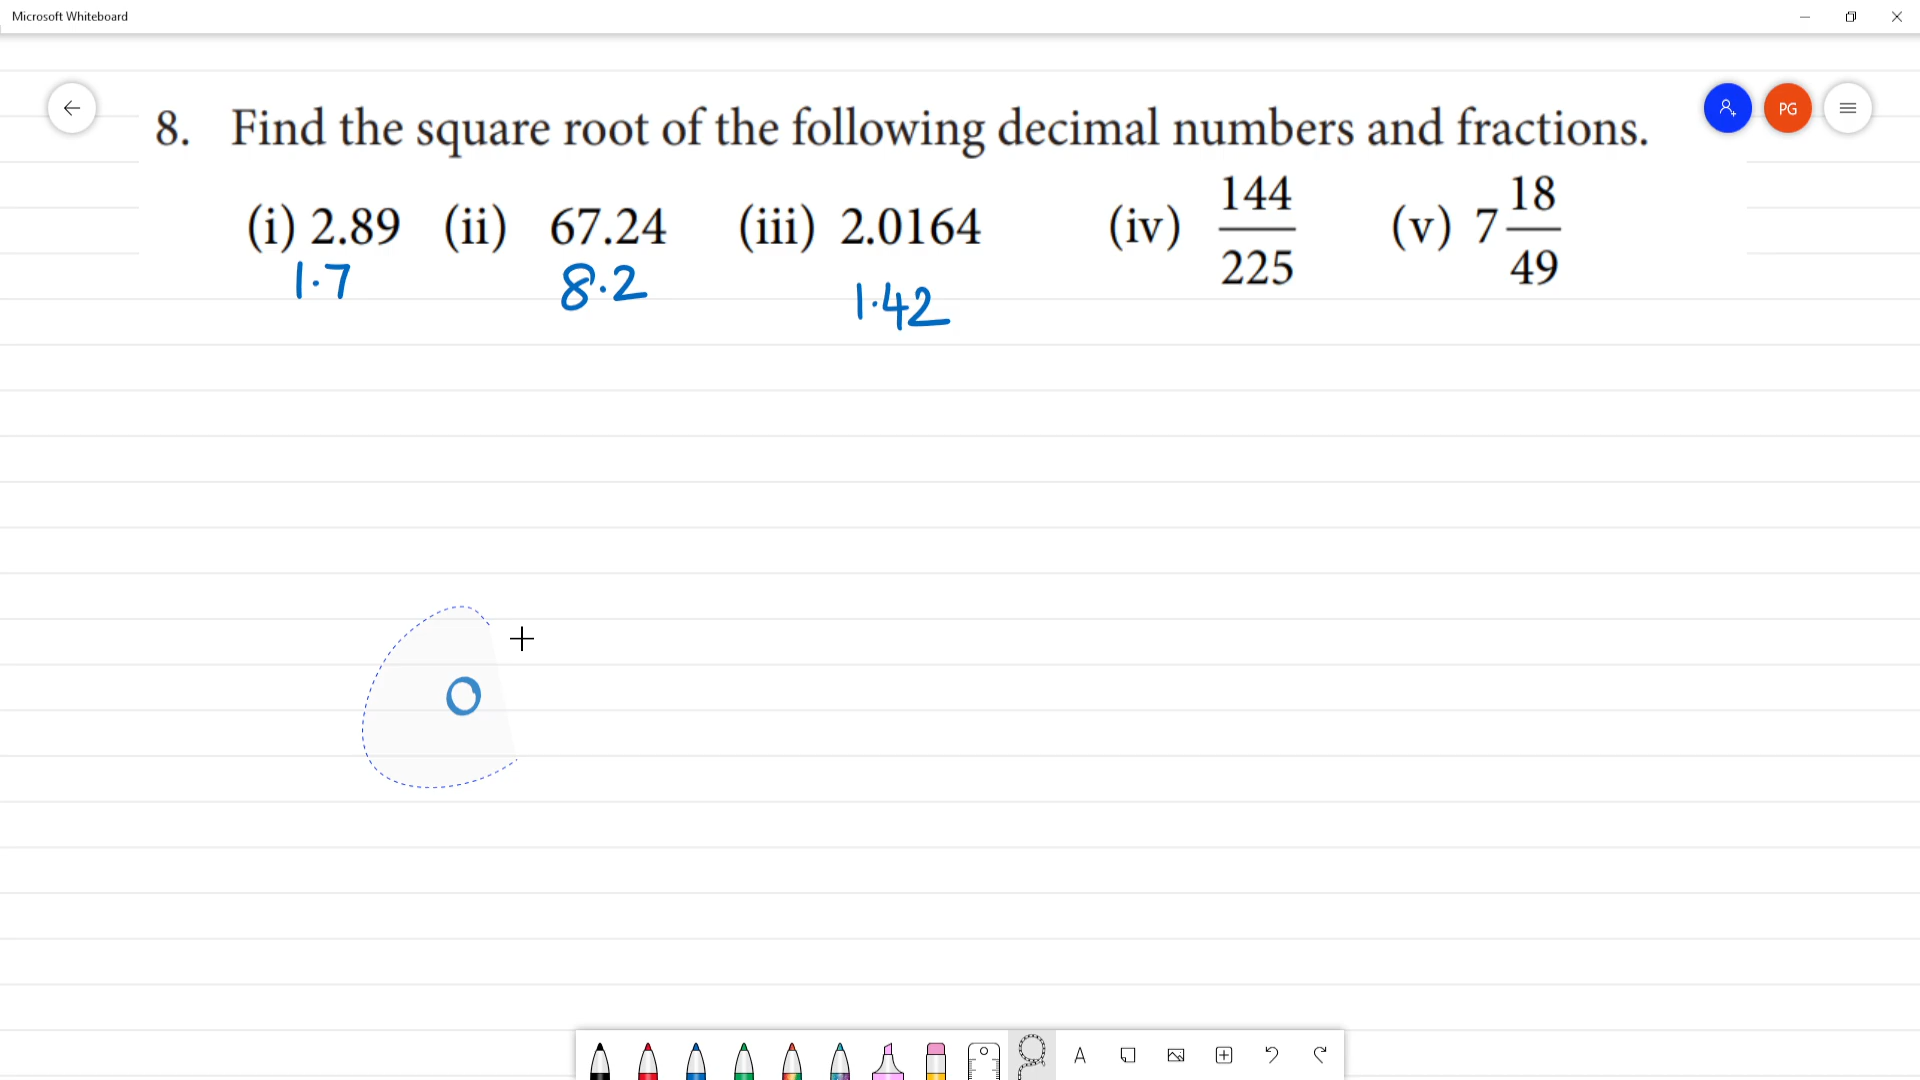 Microsoft Whiteboard
8. Find the square root of the following decimal numbers and fractions.
(i) 2.89 (ii) 67.24 (iii) 2.0164 (iv) 144/225 (v) 7 18/49
1.7 8.2 1.42
0
PG
A